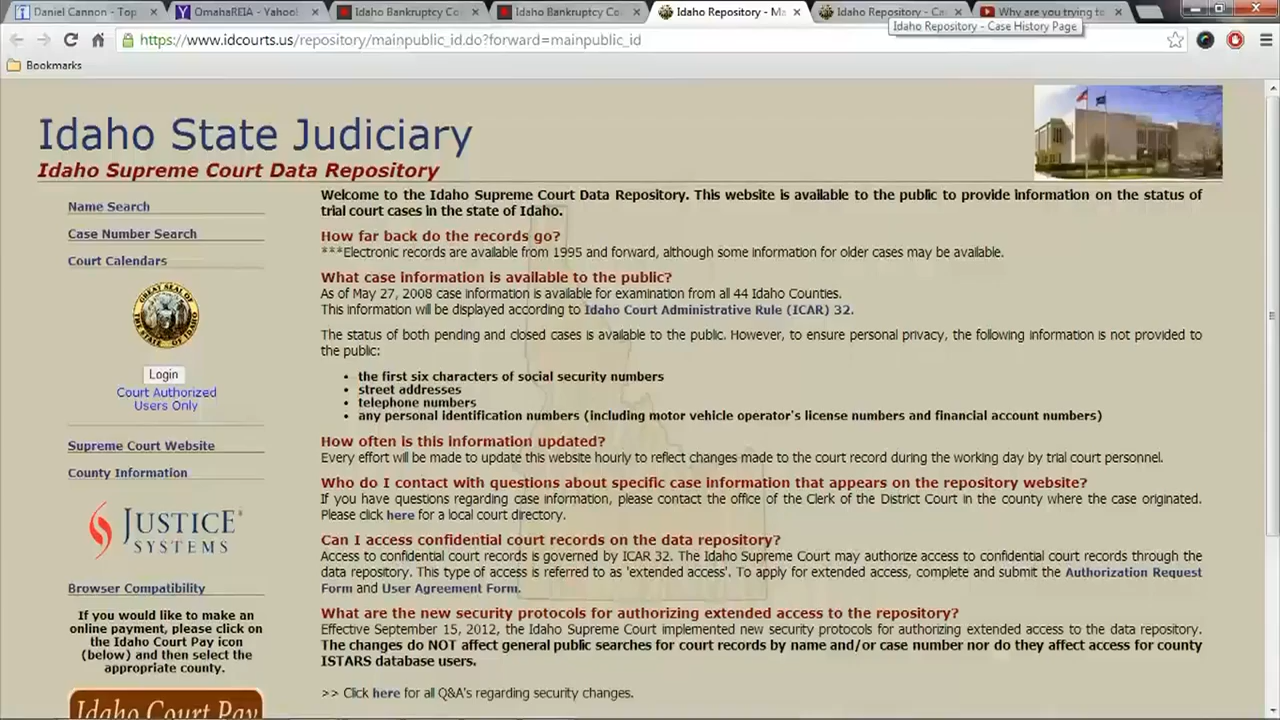 Daniel Cannon - Top
OmahaREIA - Yahoo!
Idaho Bankruptcy Co
Idaho Bankruptcy Co
Idaho Repository - Ma
Idaho Repository - Ca
Why are you trying to
Idaho Repository - Case History Page
https://www.idcourts.us/repository/mainpublic_id.do?forward=mainpublic_id
Bookmarks
Idaho State Judiciary
Idaho Supreme Court Data Repository
Name Search
Case Number Search
Court Calendars
GREAT SEAL OF
STATE OF IDAHO
Login
Court Authorized
Users Only
Supreme Court Website
County Information
JUSTICE
SYSTEMS
Browser Compatibility
If you would like to make an
online payment, please click on
the Idaho Court Pay icon
(below) and then select the
appropriate county.
Idaho Court Pay
Welcome to the Idaho Supreme Court Data Repository. This website is available to the public to provide information on the status of
trial court cases in the state of Idaho.
How far back do the records go?
***Electronic records are available from 1995 and forward, although some information for older cases may be available.
What case information is available to the public?
As of May 27, 2008 case information is available for examination from all 44 Idaho Counties.
This information will be displayed according to Idaho Court Administrative Rule (ICAR) 32.
The status of both pending and closed cases is available to the public. However, to ensure personal privacy, the following information is not provided to
the public:
• the first six characters of social security numbers
• street addresses
• telephone numbers
• any personal identification numbers (including motor vehicle operator's license numbers and financial account numbers)
How often is this information updated?
Every effort will be made to update this website hourly to reflect changes made to the court record during the working day by trial court personnel.
Who do I contact with questions about specific case information that appears on the repository website?
If you have questions regarding case information, please contact the office of the Clerk of the District Court in the county where the case originated.
Please click here for a local court directory.
Can I access confidential court records on the data repository?
Access to confidential court records is governed by ICAR 32. The Idaho Supreme Court may authorize access to confidential court records through the
data repository. This type of access is referred to as 'extended access'. To apply for extended access, complete and submit the Authorization Request
Form and User Agreement Form.
What are the new security protocols for authorizing extended access to the repository?
Effective September 15, 2012, the Idaho Supreme Court implemented new security protocols for authorizing extended access to the data repository.
The changes do NOT affect general public searches for court records by name and/or case number nor do they affect access for county
ISTARS database users.
>> Click here for all Q&A's regarding security changes.